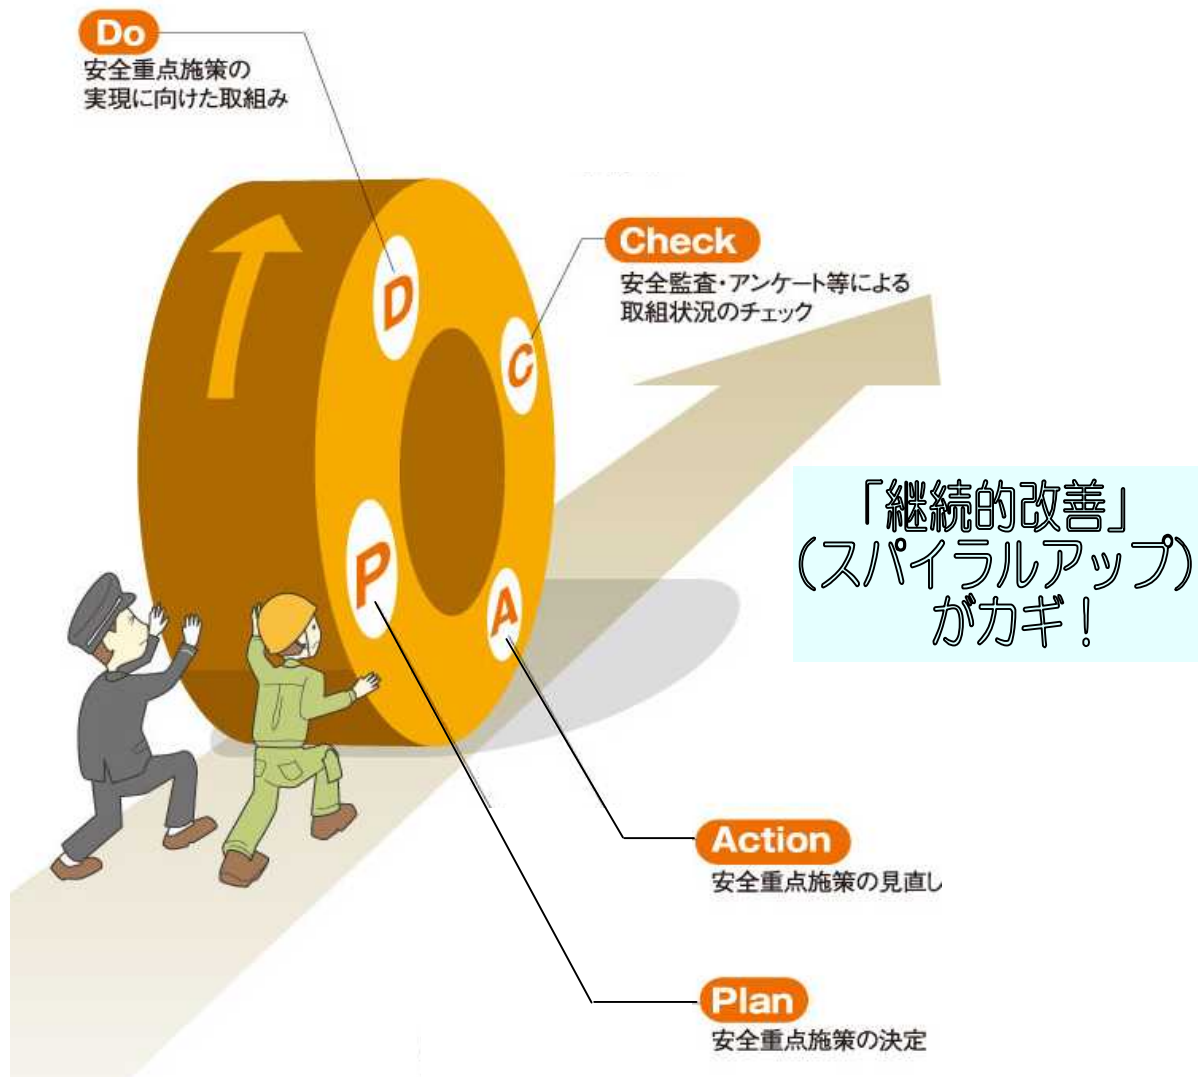 Do
安全重点施策の
実現に向けた取組み
D
Check
安全監査・アンケート等による
取組状況のチェック
C
「継続的改善」
(スパイラルアップ)
がカギ!
P
A
Action
安全重点施策の見直し
Plan
安全重点施策の決定